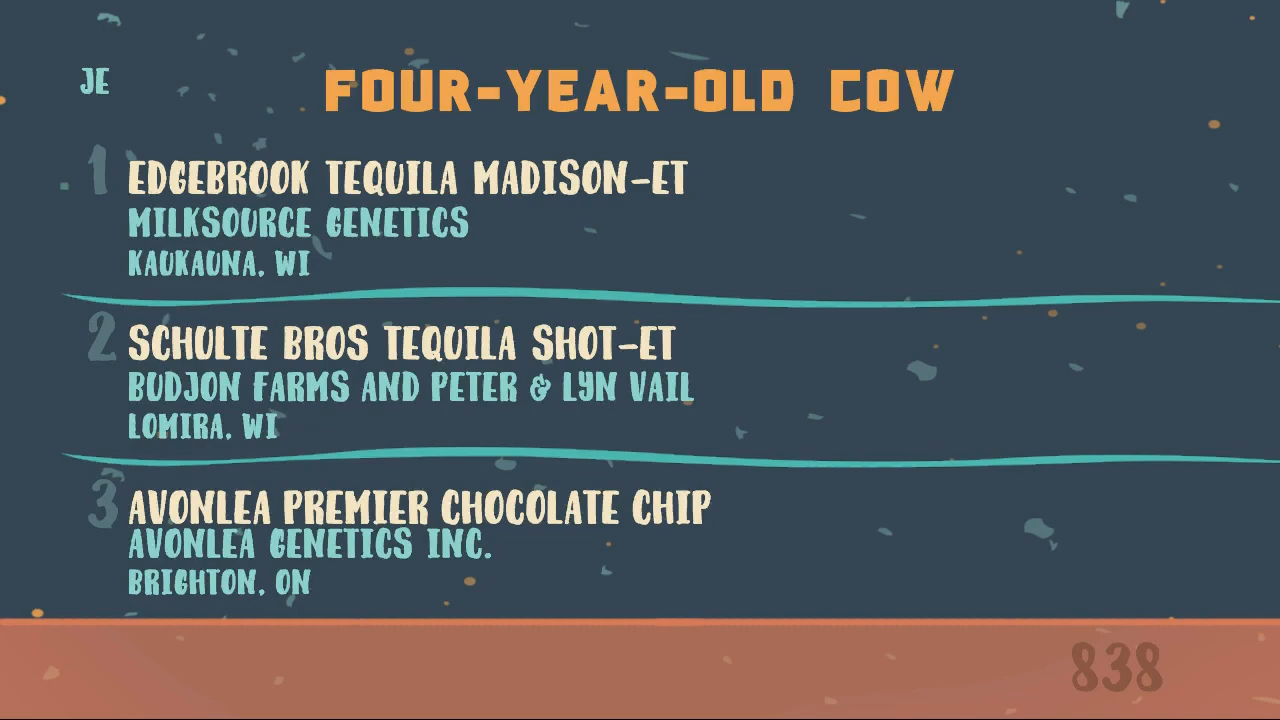 JE
FOUR-YEAR-OLD COW
1 EDGEBROOK TEQUILA MADISON-ET
MILKSOURCE GENETICS
KAUKAUNA, WI
2 SCHULTE BROS TEQUILA SHOT-ET
BUDJON FARMS AND PETER & LYN VAIL
LOMIRA, WI
3 AVONLEA PREMIER CHOCOLATE CHIP
AVONLEA GENETICS INC.
BRIGHTON, ON
838